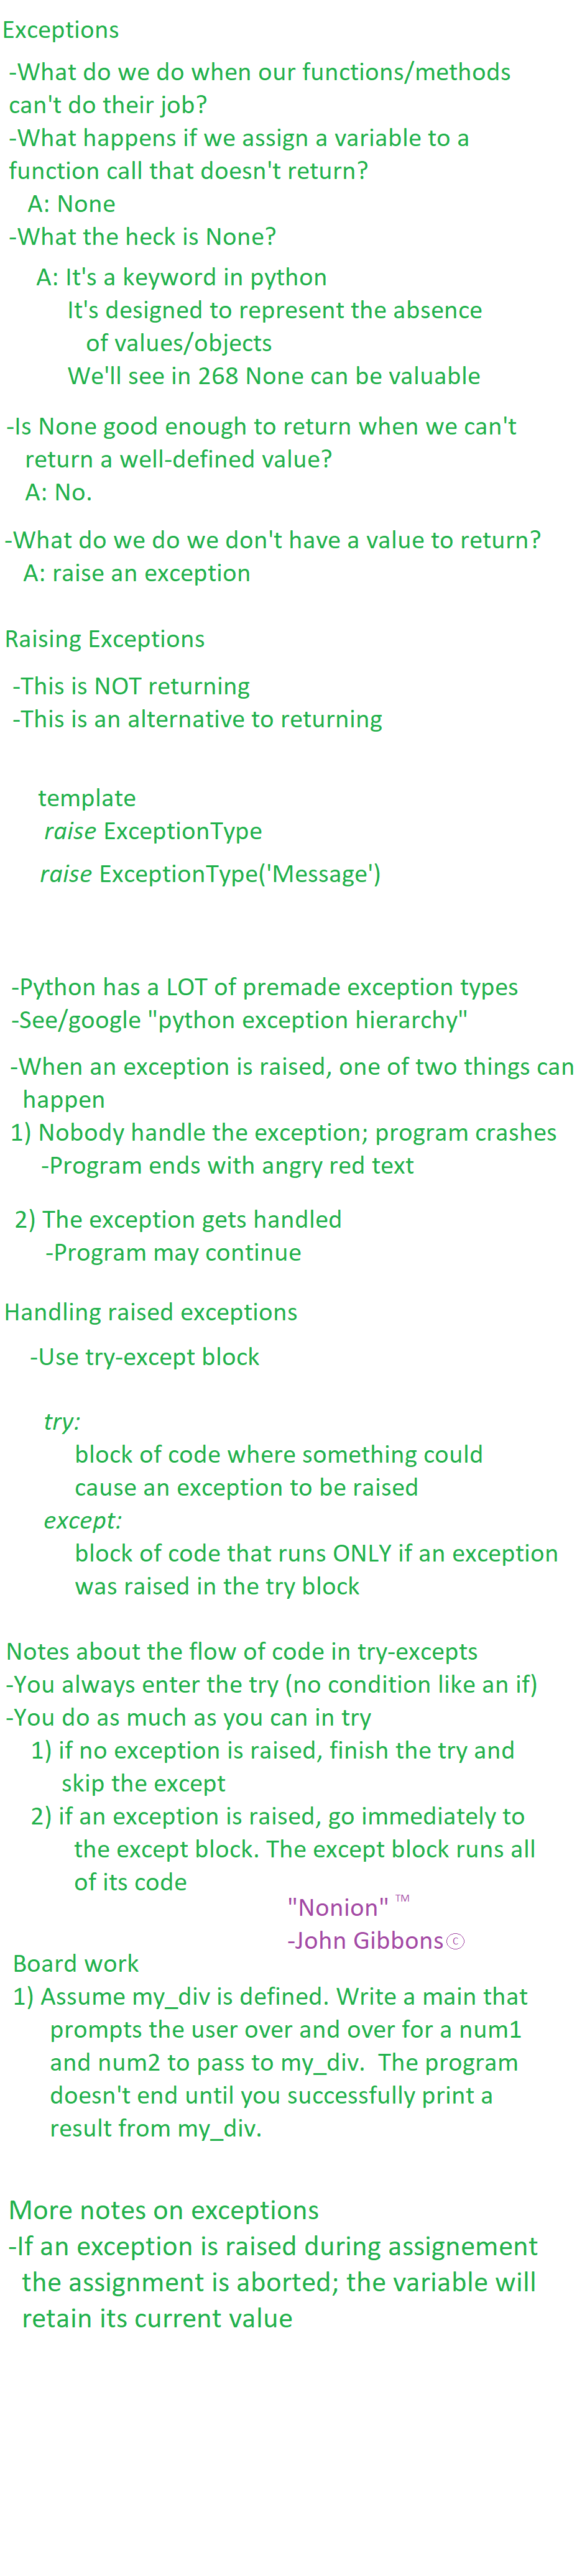 Exceptions
-What do we do when our functions/methods
can't do their job?
-What happens if we assign a variable to a
function call that doesn't return?
A: None
-What the heck is None?
A: It's a keyword in python
It's designed to represent the absence
of values/objects
We'll see in 268 None can be valuable
-Is None good enough to return when we can't
return a well-defined value?
A: No.
-What do we do we don't have a value to return?
A: raise an exception
Raising Exceptions
-This is NOT returning
-This is an alternative to returning
template
raise ExceptionType
raise ExceptionType('Message')
-Python has a LOT of premade exception types
-See/google "python exception hierarchy"
-When an exception is raised, one of two things can
happen
1) Nobody handle the exception; program crashes
-Program ends with angry red text
2) The exception gets handled
-Program may continue
Handling raised exceptions
-Use try-except block
try:
block of code where something could
cause an exception to be raised
except:
block of code that runs ONLY if an exception
was raised in the try block
Notes about the flow of code in try-excepts
-You always enter the try (no condition like an if)
-You do as much as you can in try
1) if no exception is raised, finish the try and
skip the except
2) if an exception is raised, go immediately to
the except block. The except block runs all
of its code
"Nonion" ™
-John Gibbons©
Board work
1) Assume my_div is defined. Write a main that
prompts the user over and over for a num1
and num2 to pass to my_div.  The program
doesn't end until you successfully print a
result from my_div.
More notes on exceptions
-If an exception is raised during assignement
the assignment is aborted; the variable will
retain its current value